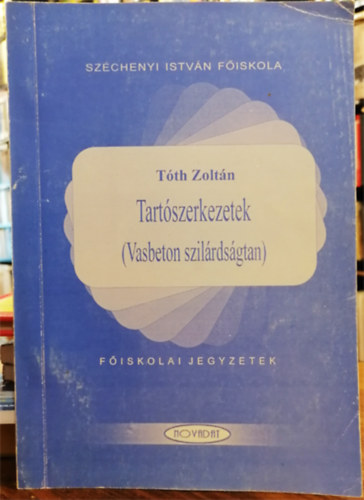 SZÉCHENYI ISTVÁN FŐISKOLA
Tóth Zoltán
Tartószerkezetek
(Vasbeton szilárdságtan)
FŐISKOLAI JEGYZETEK
NOVADAT